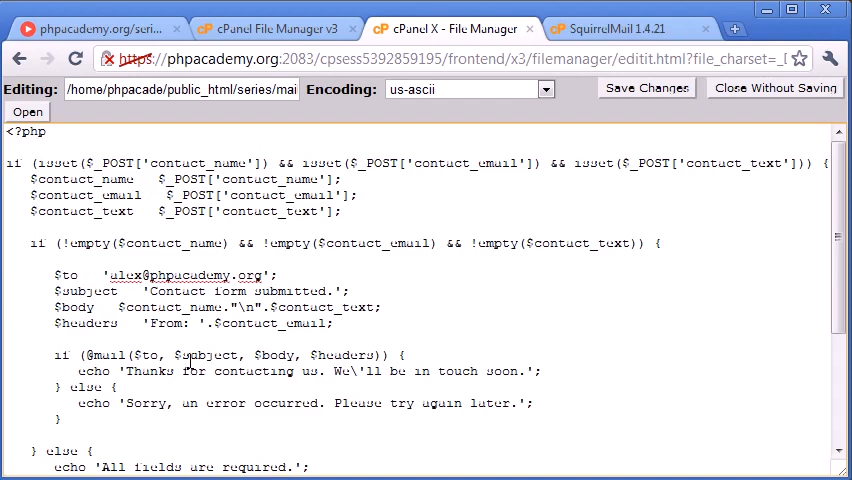 phpacademy.org/serie...
cPanel File Manager v3
cPanel X - File Manager
SquirrelMail 1.4.21
https://phpacademy.org:2083/cpsess5392859195/frontend/x3/filemanager/editit.html?file_charset=_D
Editing: /home/phpacade/public_html/series/mai Encoding: us-ascii Save Changes Close Without Saving
Open
<?php
if (isset($_POST['contact_name']) && isset($_POST['contact_email']) && isset($_POST['contact_text'])) {
$contact_name $_POST['contact_name'];
$contact_email $_POST['contact_email'];
$contact_text $_POST['contact_text'];
if (!empty($contact_name) && !empty($contact_email) && !empty($contact_text)) {
$to 'alex@phpacademy.org';
$subject 'Contact form submitted.';
$body $contact_name."\n".$contact_text;
$headers 'From: '.$contact_email;
if (@mail($to, $subject, $body, $headers)) {
echo 'Thanks for contacting us. We\'ll be in touch soon.';
} else {
echo 'Sorry, an error occurred. Please try again later.';
}
} else {
echo 'All fields are required.';